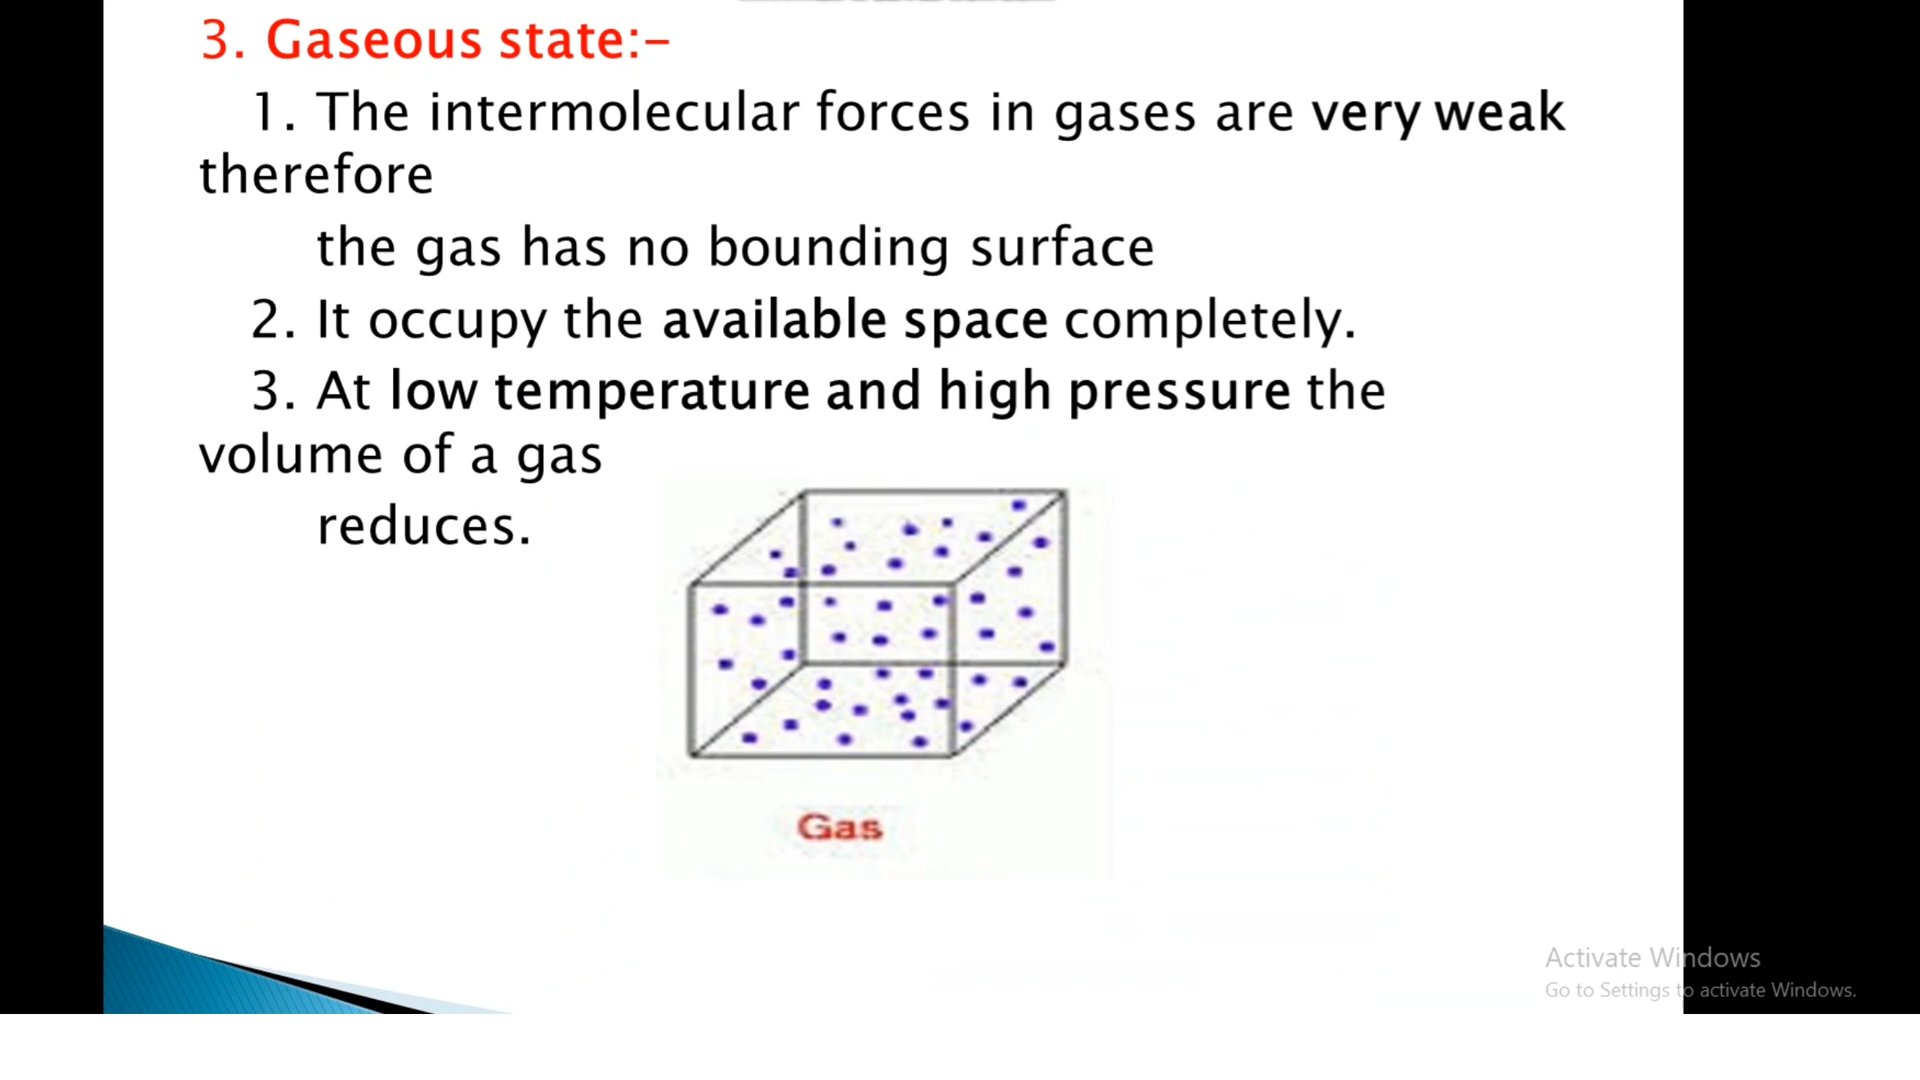 3. Gaseous state:-
1. The intermolecular forces in gases are very weak
therefore
the gas has no bounding surface
2. It occupy the available space completely.
3. At low temperature and high pressure the
volume of a gas
reduces.
Gas
Activate Windows
Go to Settings to activate Windows.